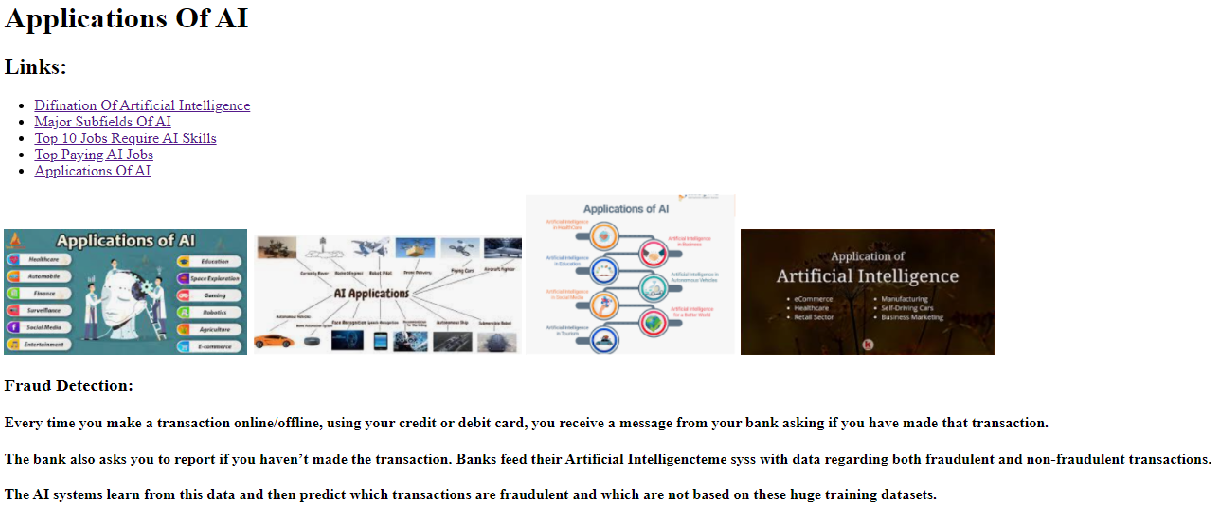 Applications Of AI
Links:
Difination Of Artificial Intelligence
Major Subfields Of AI
Top 10 Jobs Require AI Skills
Top Paying AI Jobs
Applications Of AI
Applications of AI
Healthcare
Automobile
Finance
Surveillance
Social Media
Entertainment
Education
Space Exploration
Gaming
Robotics
Agriculture
E-commerce
AI Applications
Flying Cars
Autonomous Ship
Applications of AI
Artificial Intelligence
in Healthcare
Artificial Intelligence
in Business
Artificial Intelligence
in Education
Artificial Intelligence in
Autonomous Vehicles
Artificial Intelligence
in Social Media
Artificial Intelligence
for a Better World
Artificial Intelligence
in Tourism
Application of
Artificial Intelligence
eCommerce
Healthcare
Retail Sector
Manufacturing
Self-Driving Cars
Business Marketing
Fraud Detection:
Every time you make a transaction online/offline, using your credit or debit card, you receive a message from your bank asking if you have made that transaction.
The bank also asks you to report if you haven’t made the transaction. Banks feed their Artificial Intelligencteme syss with data regarding both fraudulent and non-fraudulent transactions.
The AI systems learn from this data and then predict which transactions are fraudulent and which are not based on these huge training datasets.